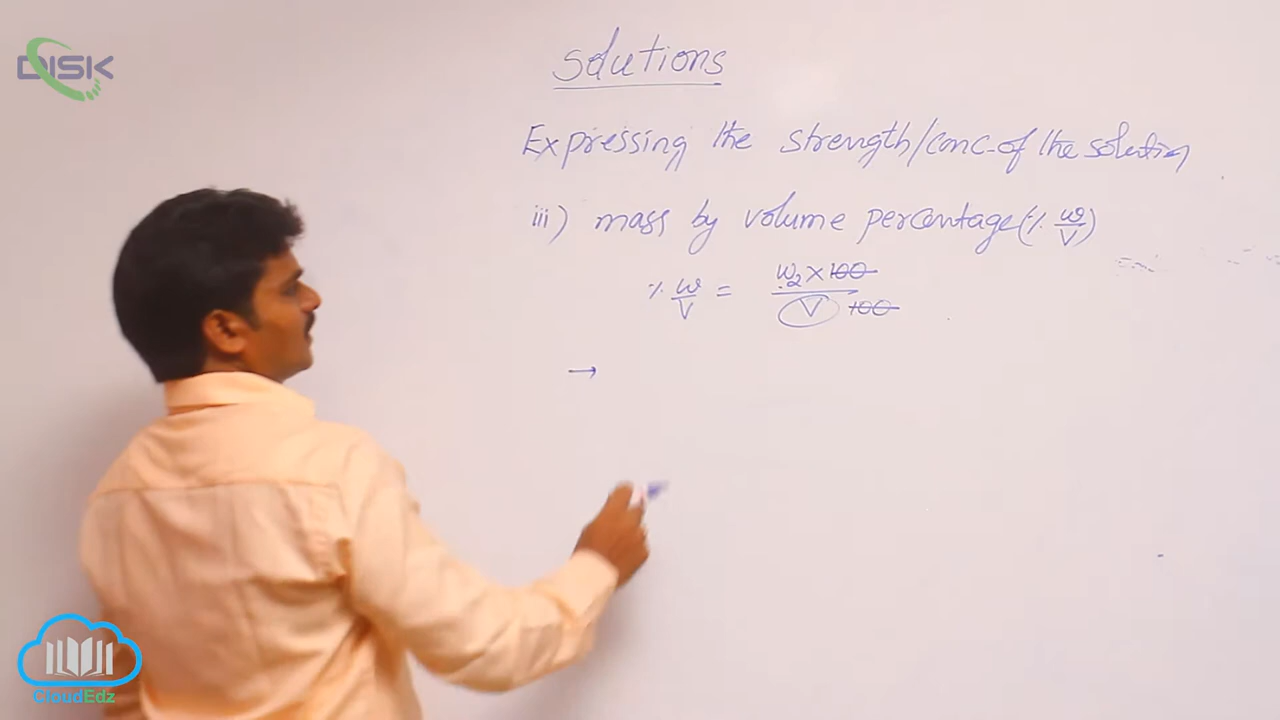 DISK
Solutions
Expressing the strength/conc. of the solution
iii) mass by volume percentage (% w/V)
% w/V = w₂ × 100 / V 100
→
CloudEdz